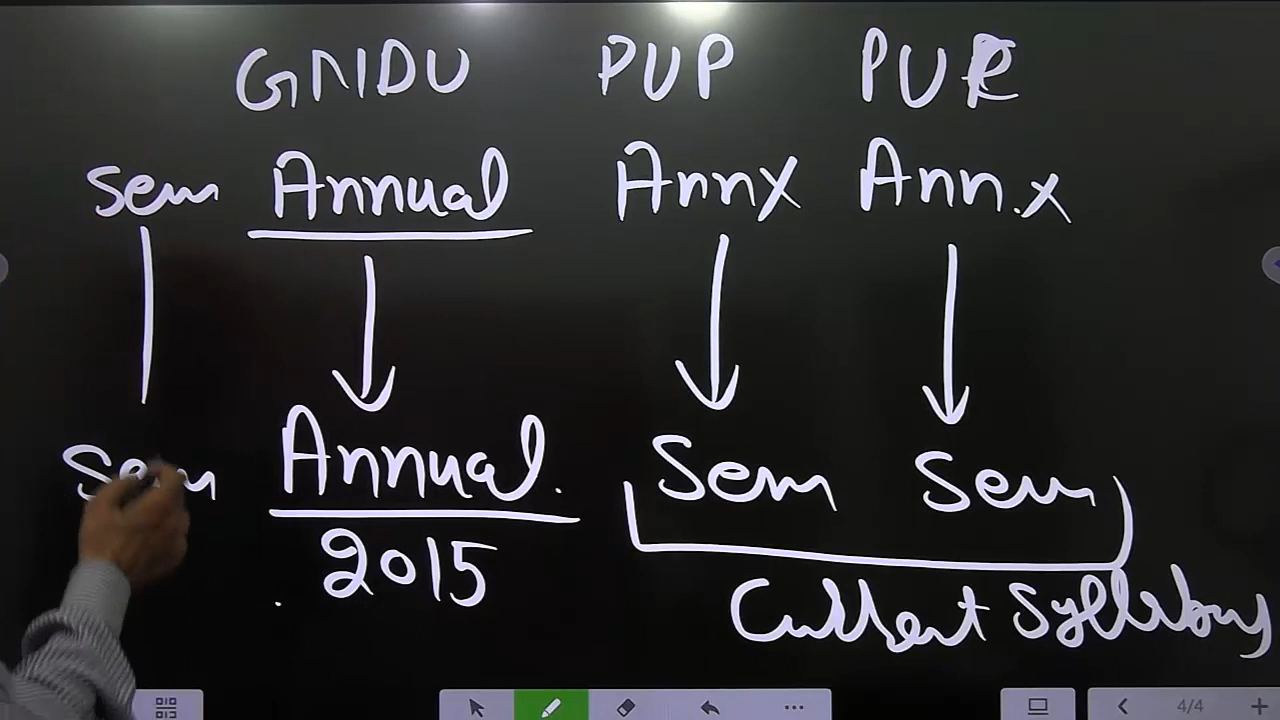 GNDU PUP PUR
Sem Annual Annx Ann.x
Sem Annual. Sem Sem
2015
Current Syllabus
4/4